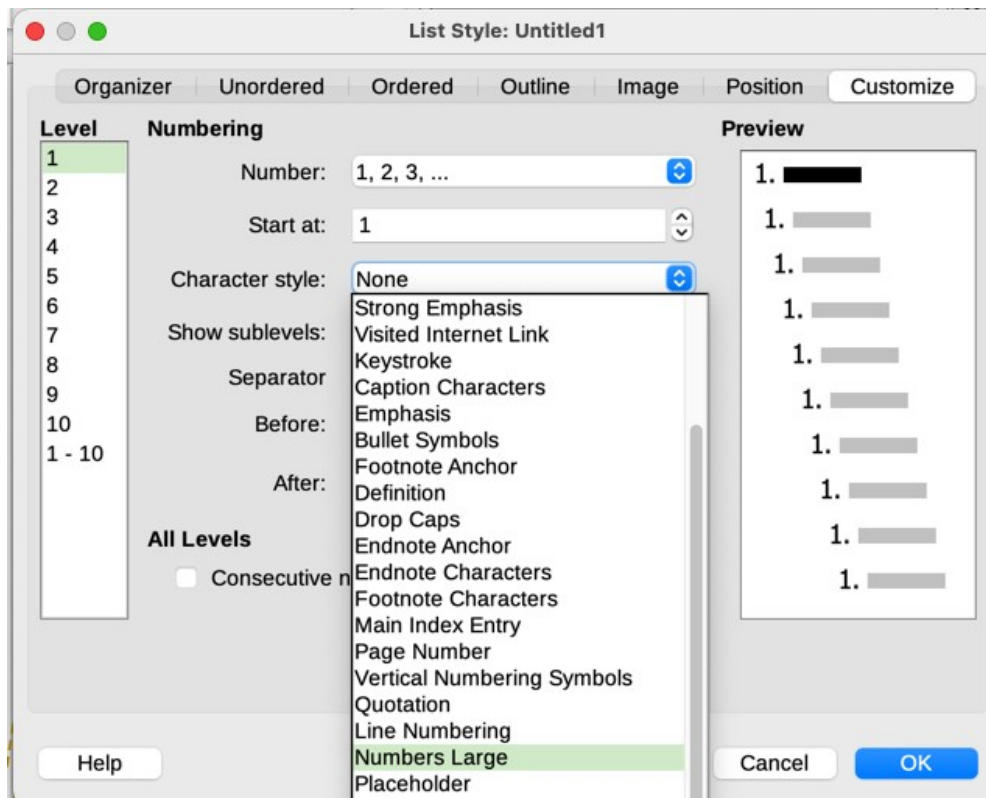 List Style: Untitled1
Organizer Unordered Ordered Outline Image Position Customize
Level
1
2
3
4
5
6
7
8
9
10
1 - 10
Numbering
Number: 1, 2, 3, ...
Start at: 1
Character style: None
Show sublevels:
Separator
Before:
After:
All Levels
Consecutive n
Strong Emphasis
Visited Internet Link
Keystroke
Caption Characters
Emphasis
Bullet Symbols
Footnote Anchor
Definition
Drop Caps
Endnote Anchor
Endnote Characters
Footnote Characters
Main Index Entry
Page Number
Vertical Numbering Symbols
Quotation
Line Numbering
Numbers Large
Placeholder
Preview
1.
1.
1.
1.
1.
1.
1.
1.
1.
1.
Help Cancel OK